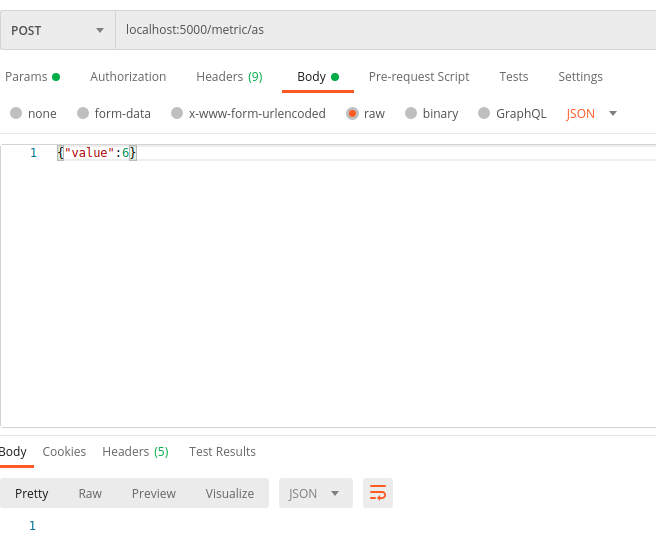 POST localhost:5000/metric/as
Params Authorization Headers (9) Body Pre-request Script Tests Settings
none form-data x-www-form-urlencoded raw binary GraphQL JSON
1 {"value":6}
Body Cookies Headers (5) Test Results
Pretty Raw Preview Visualize JSON
1